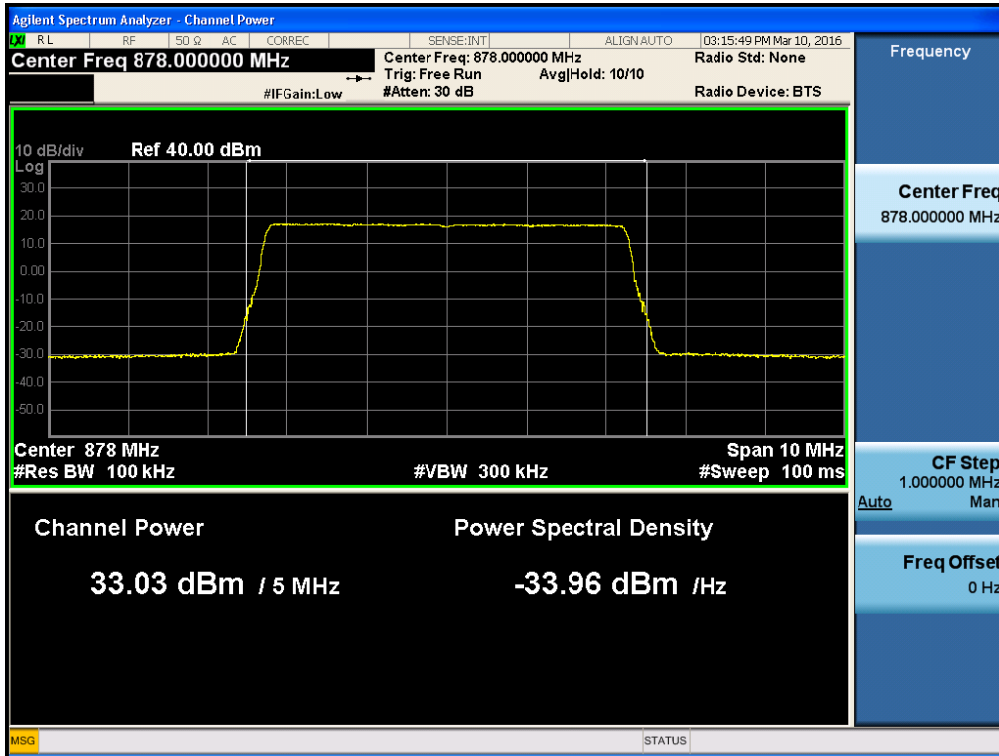 Agilent Spectrum Analyzer - Channel Power
LXI RL RF 50 Ω AC CORREC SENSE:INT ALIGN AUTO 03:15:49 PM Mar 10, 2016
Center Freq 878.000000 MHz
Center Freq: 878.000000 MHz Radio Std: None
Trig: Free Run Avg|Hold: 10/10
#IFGain:Low #Atten: 30 dB Radio Device: BTS
10 dB/div Ref 40.00 dBm
Log
30.0
20.0
10.0
0.00
-10.0
-20.0
-30.0
-40.0
-50.0
Center 878 MHz Span 10 MHz
#Res BW 100 kHz #VBW 300 kHz #Sweep 100 ms
Channel Power Power Spectral Density
33.03 dBm / 5 MHz -33.96 dBm /Hz
MSG STATUS
Frequency
Center Freq
878.000000 MHz
CF Step
1.000000 MHz
Auto Man
Freq Offset
0 Hz